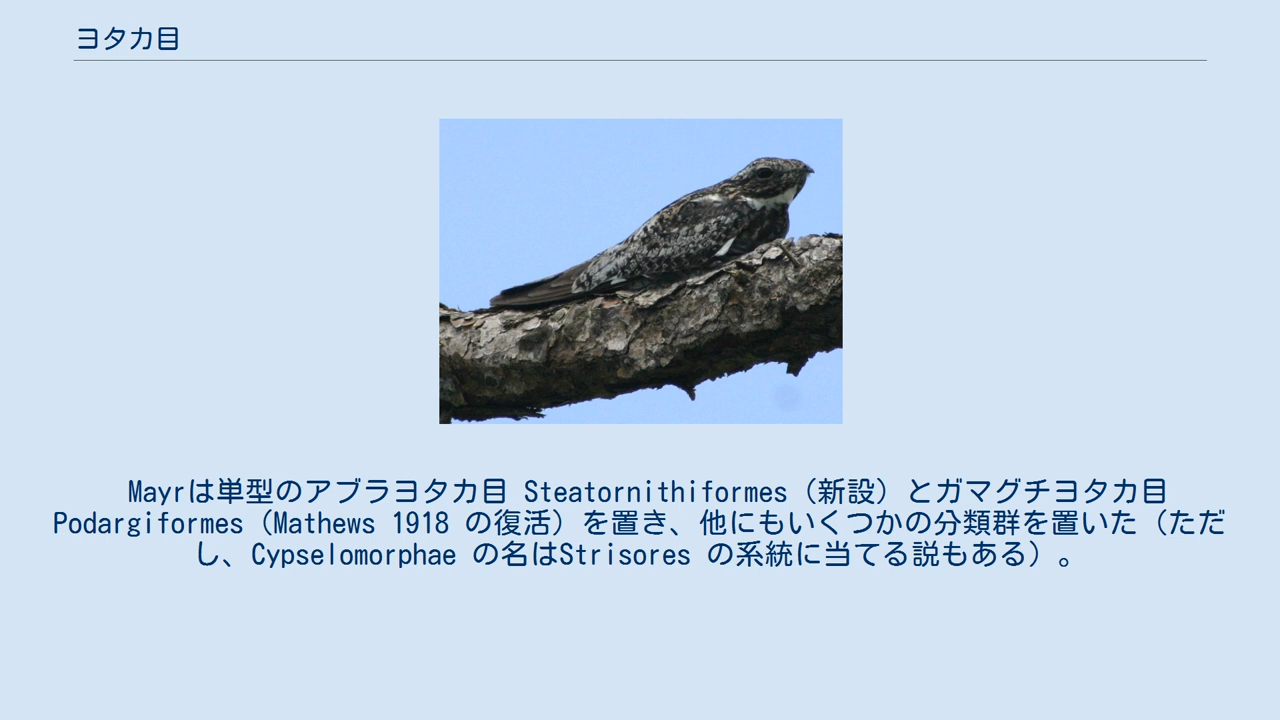 ヨタカ目
Mayrは単型のアブラヨタカ目 Steatornithiformes（新設）とガマグチヨタカ目
Podargiformes（Mathews 1918 の復活）を置き、他にもいくつかの分類群を置いた（ただ
し、Cypselomorphae の名はStrisores の系統に当てる説もある）。